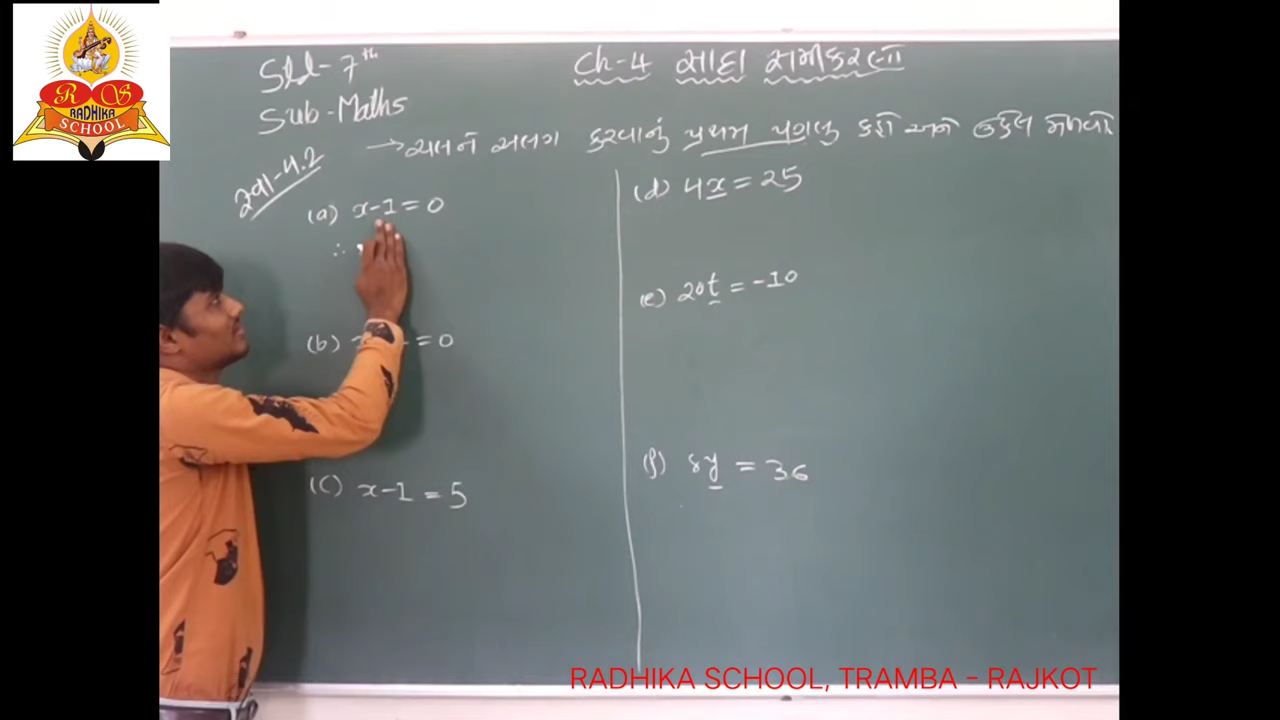 RS
RADHIKA
SCHOOL
Std-7th
Sub-Maths
Ch-4 સાદા સમીકરણો
→ ચલને અલગ કરવાનું પ્રથમ પગલુ કહો અને ઉકેલ મેળવો
સ્વા-4.2
(a) x-1=0
∴
(b) = 0
(C) x-1 = 5
(d) 4x = 25
(e) 20t = -10
(f) 8y = 36
RADHIKA SCHOOL, TRAMBA - RAJKOT